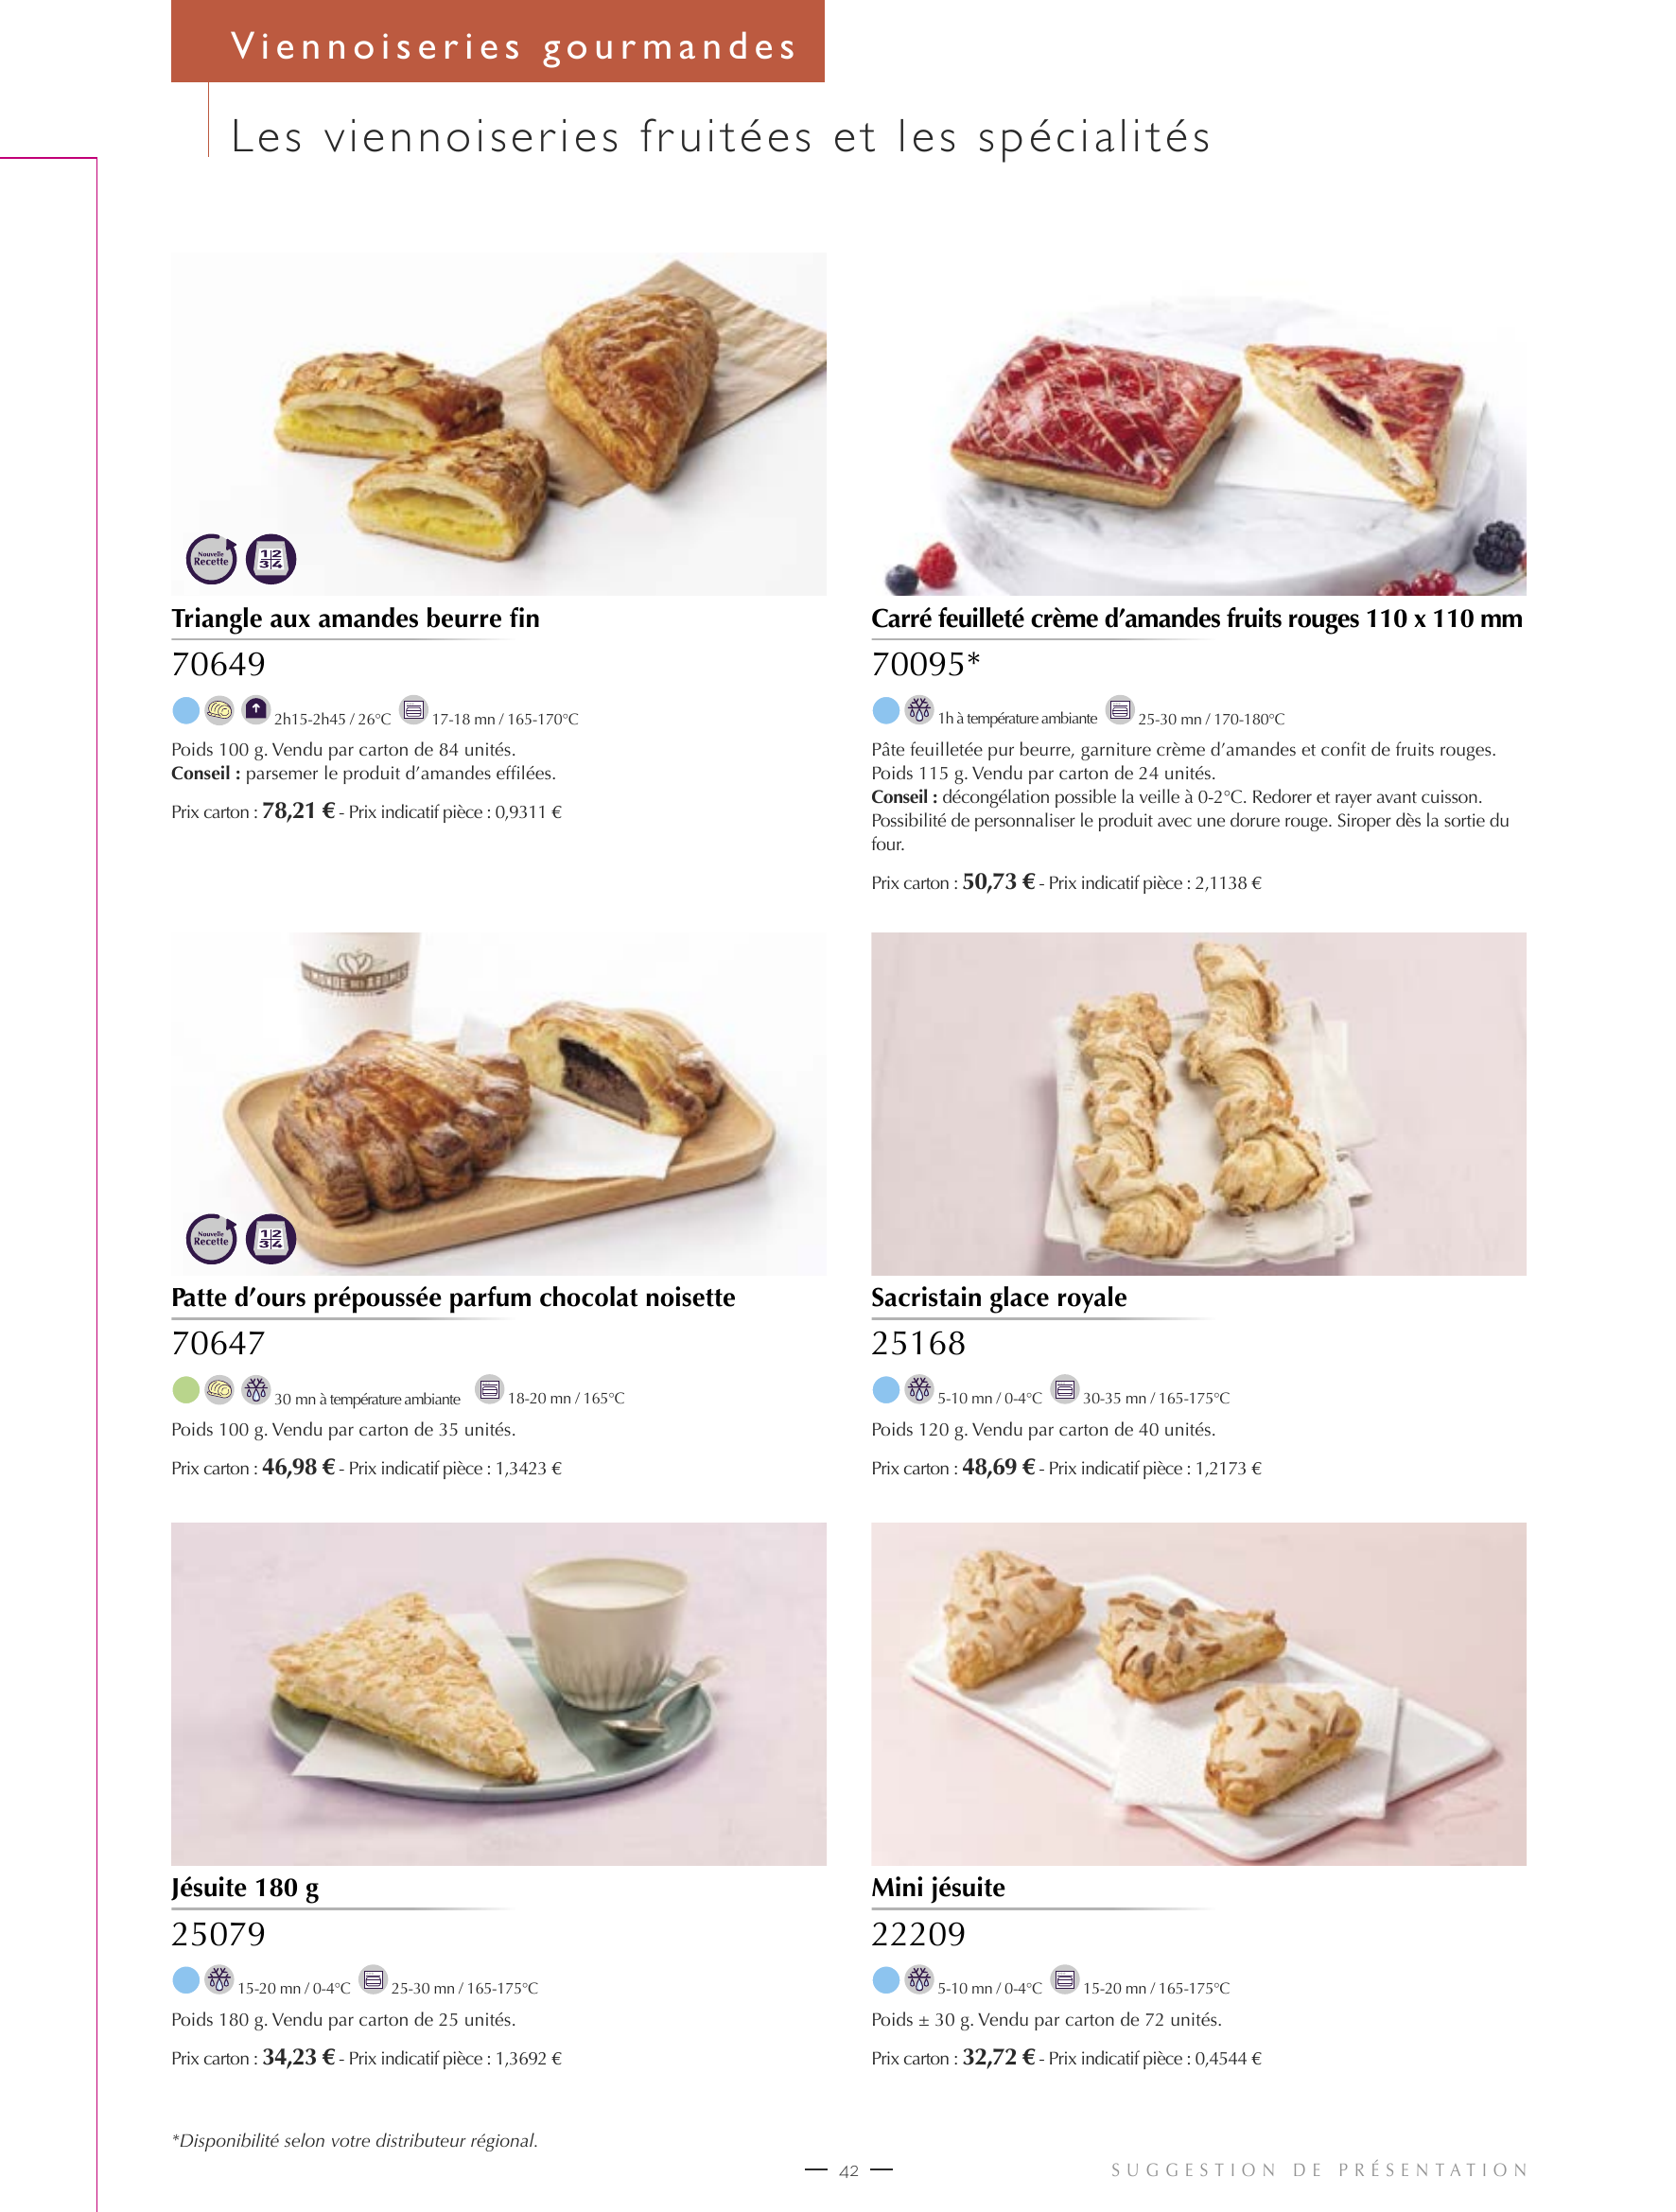 Viennoiseries gourmandes
Les viennoiseries fruitées et les spécialités
Nouvelle
Recette
1 2
3 4
Triangle aux amandes beurre fin
70649
2h15-2h45 / 26°C 17-18 mn / 165-170°C
Poids 100 g. Vendu par carton de 84 unités.
Conseil : parsemer le produit d’amandes effilées.
Prix carton : 78,21 € - Prix indicatif pièce : 0,9311 €
Carré feuilleté crème d’amandes fruits rouges 110 x 110 mm
70095*
1h à température ambiante 25-30 mn / 170-180°C
Pâte feuilletée pur beurre, garniture crème d’amandes et confit de fruits rouges.
Poids 115 g. Vendu par carton de 24 unités.
Conseil : décongélation possible la veille à 0-2°C. Redorer et rayer avant cuisson.
Possibilité de personnaliser le produit avec une dorure rouge. Siroper dès la sortie du
four.
Prix carton : 50,73 € - Prix indicatif pièce : 2,1138 €
Nouvelle
Recette
1 2
3 4
Patte d’ours prépoussée parfum chocolat noisette
70647
30 mn à température ambiante 18-20 mn / 165°C
Poids 100 g. Vendu par carton de 35 unités.
Prix carton : 46,98 € - Prix indicatif pièce : 1,3423 €
Sacristain glace royale
25168
5-10 mn / 0-4°C 30-35 mn / 165-175°C
Poids 120 g. Vendu par carton de 40 unités.
Prix carton : 48,69 € - Prix indicatif pièce : 1,2173 €
Jésuite 180 g
25079
15-20 mn / 0-4°C 25-30 mn / 165-175°C
Poids 180 g. Vendu par carton de 25 unités.
Prix carton : 34,23 € - Prix indicatif pièce : 1,3692 €
Mini jésuite
22209
5-10 mn / 0-4°C 15-20 mn / 165-175°C
Poids ± 30 g. Vendu par carton de 72 unités.
Prix carton : 32,72 € - Prix indicatif pièce : 0,4544 €
*Disponibilité selon votre distributeur régional.
42
SUGGESTION DE PRÉSENTATION